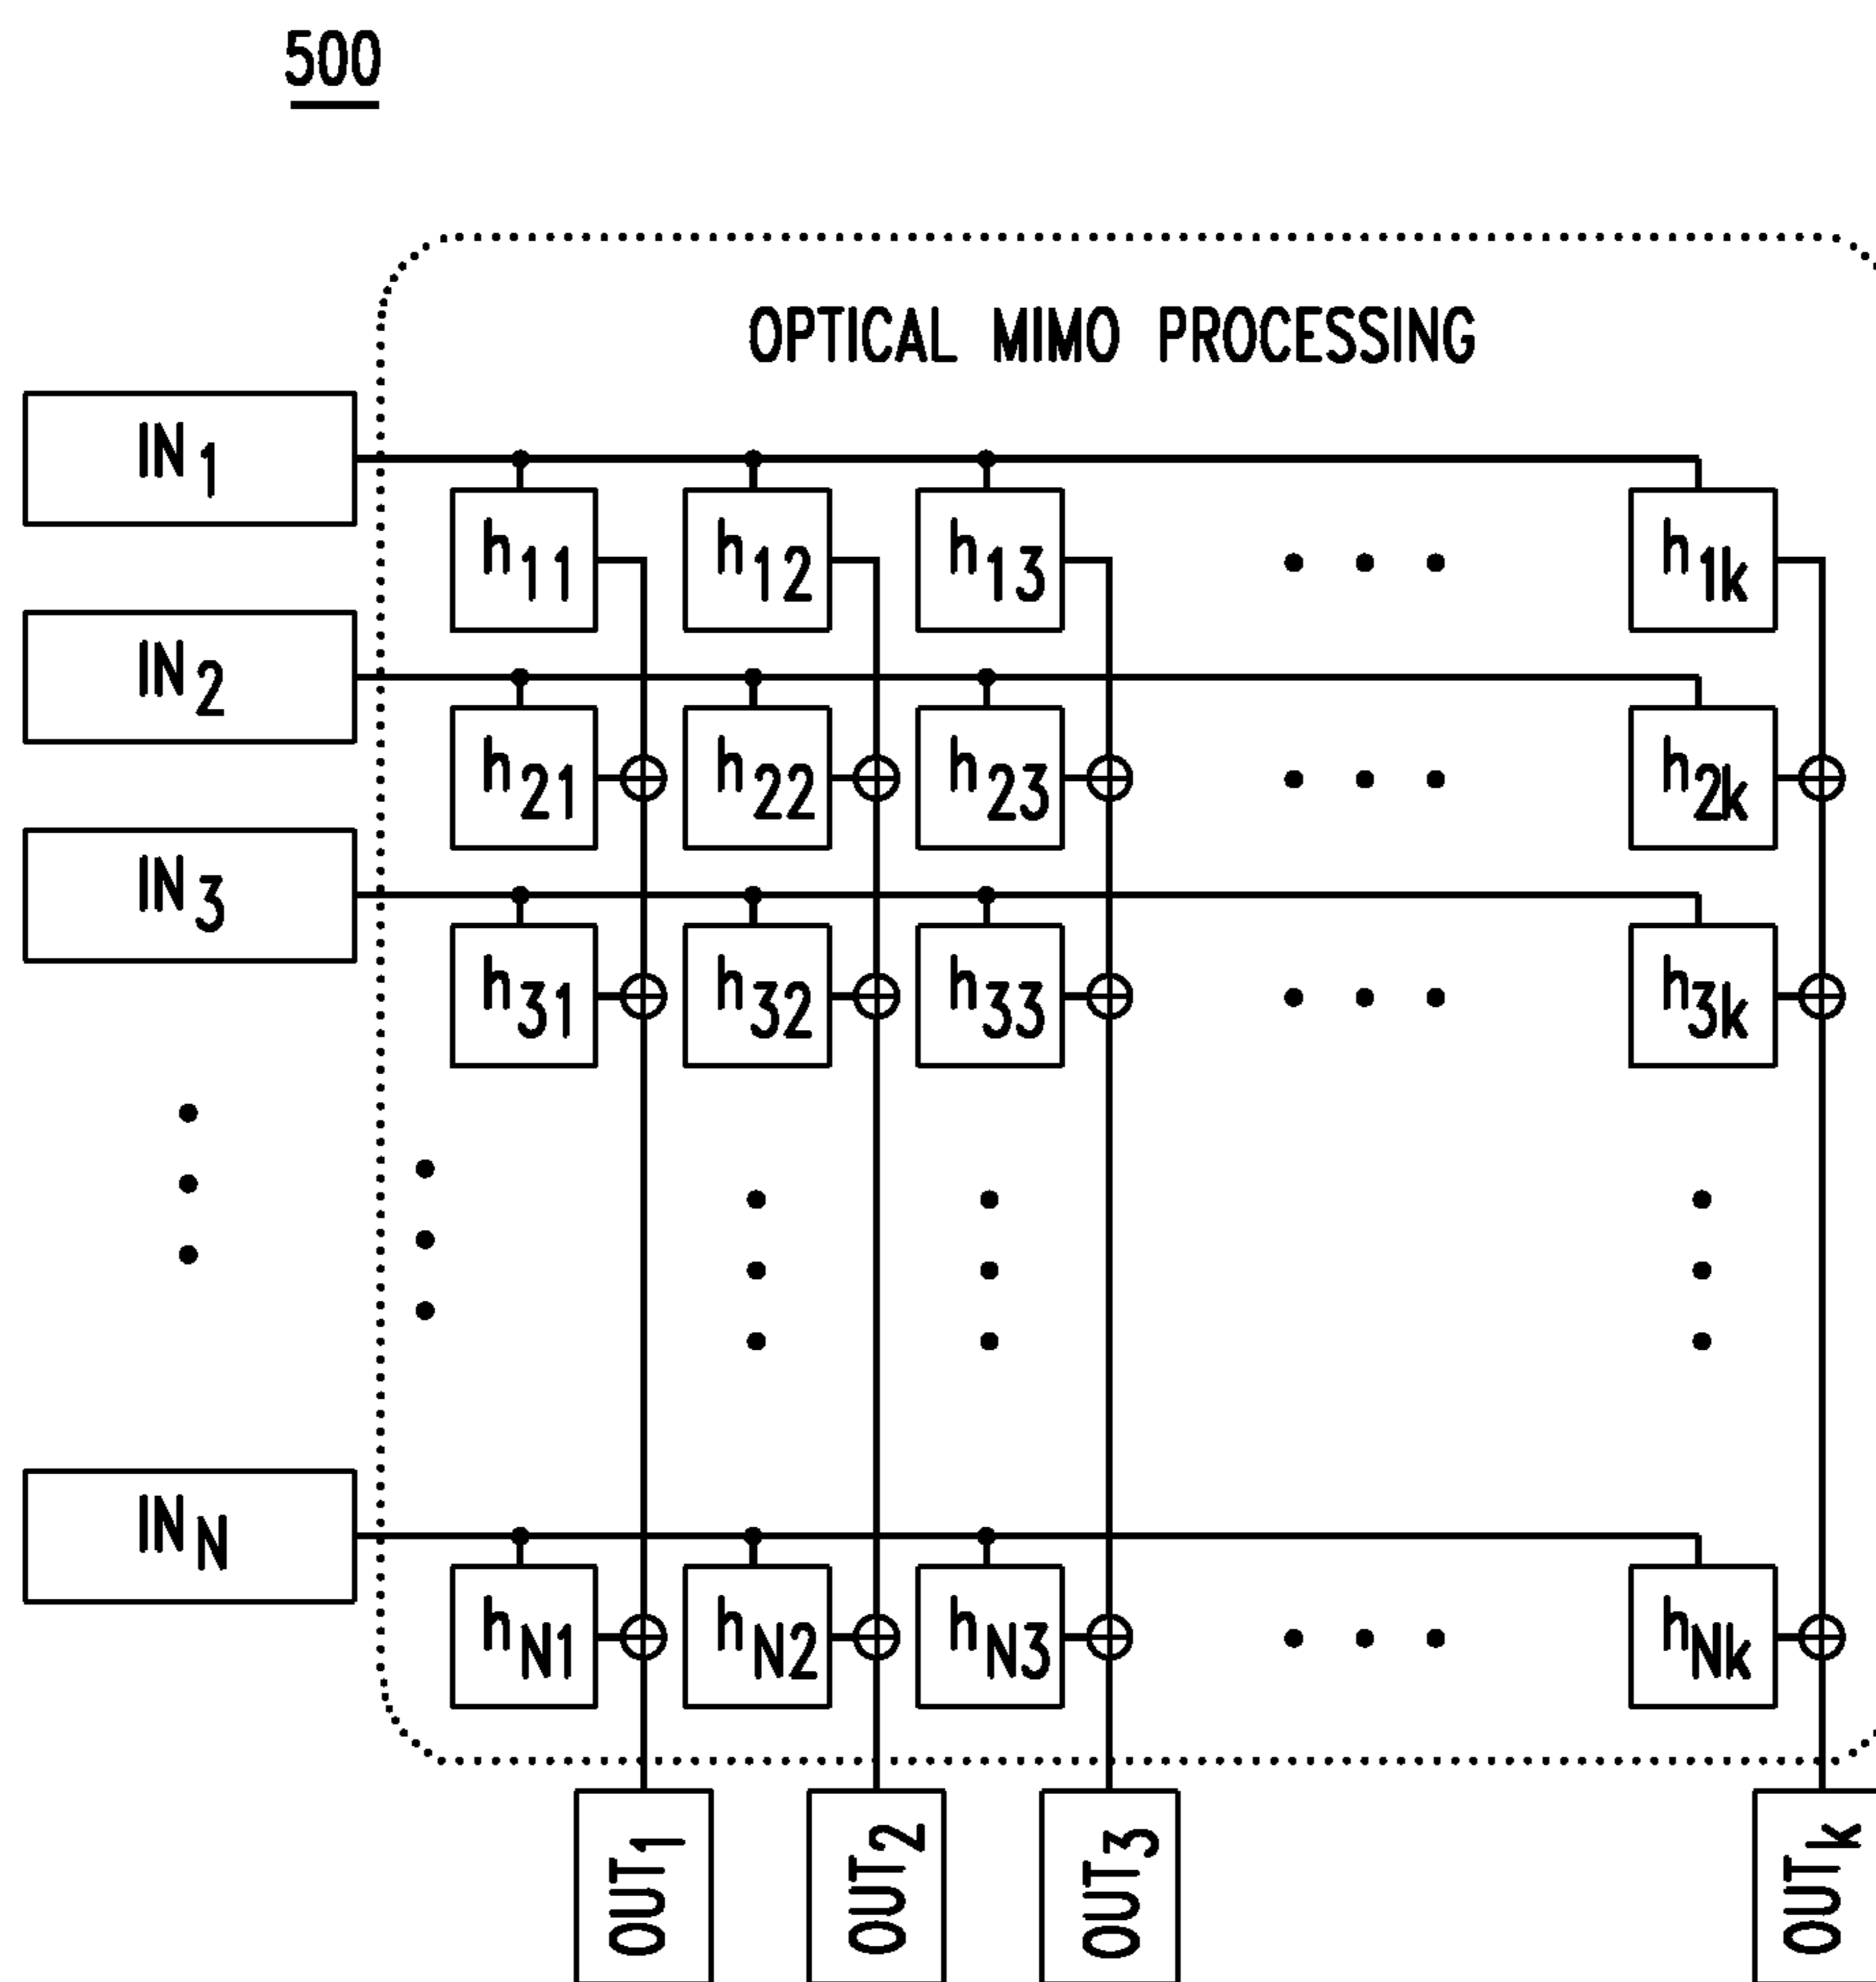 500
OPTICAL MIMO PROCESSING
IN1
h11 h12 h13 h1k
IN2
h21 h22 h23 h2k
IN3
h31 h32 h33 h3k
INN
hN1 hN2 hN3 hNk
OUT1 OUT2 OUT3 OUTk